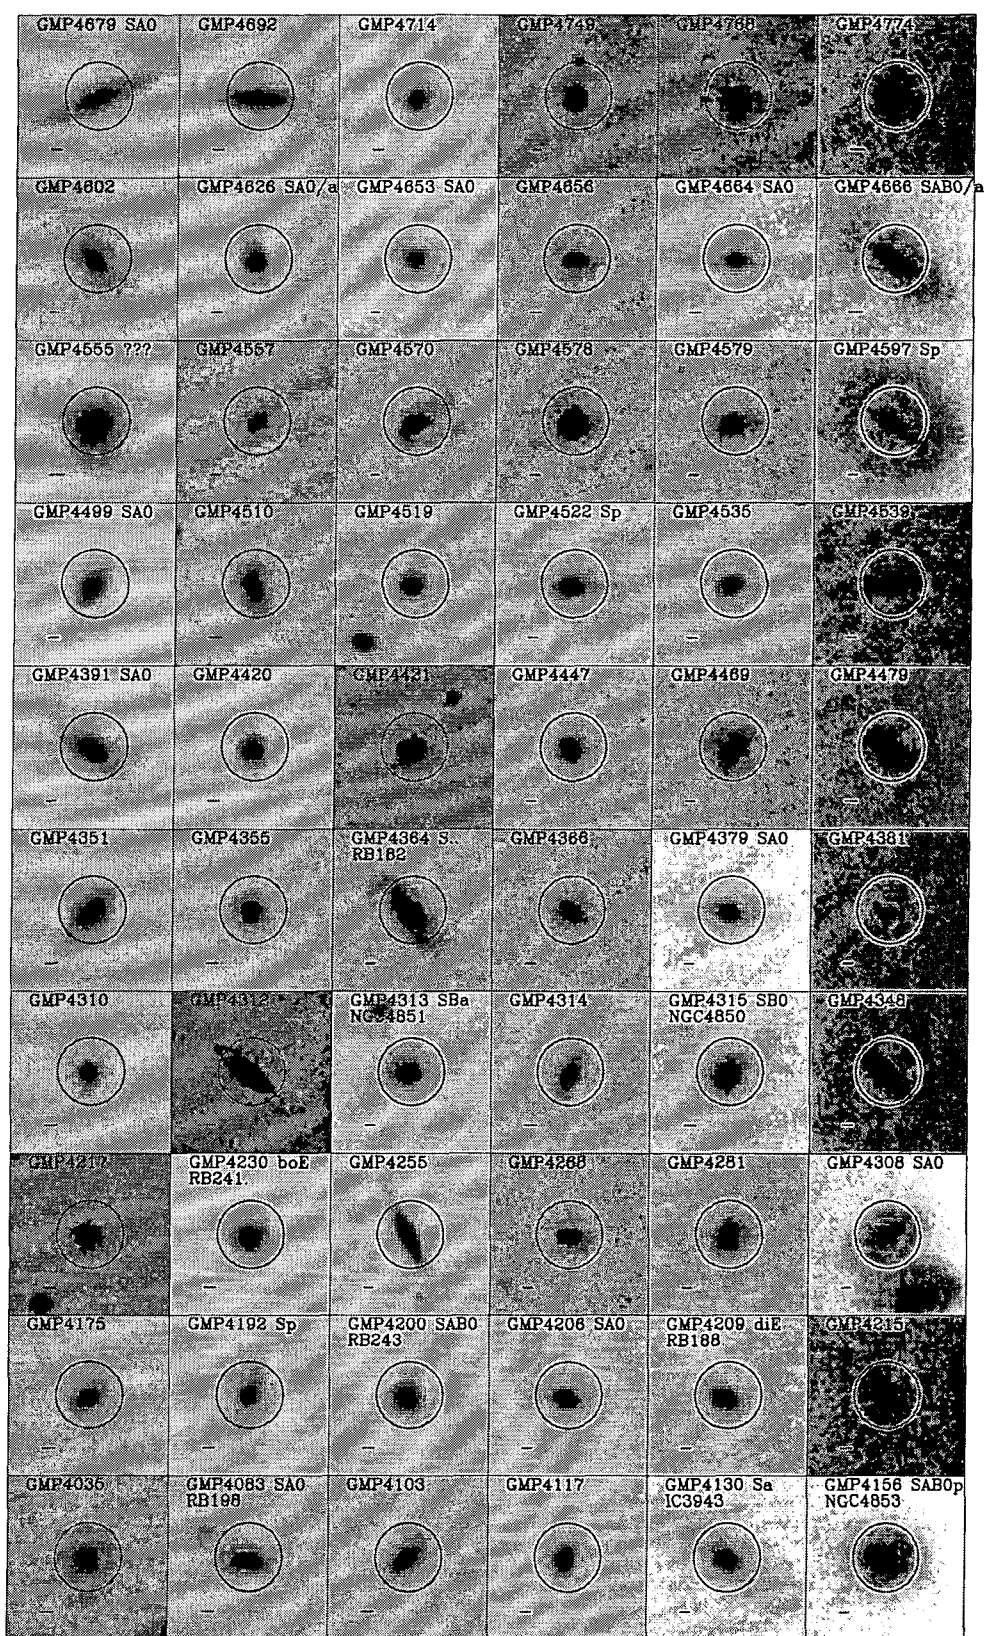 GMP4679 SA0
GMP4692
GMP4714
GMP4749
GMP4768
GMP4774
GMP4602
GMP4626 SA0/a
GMP4653 SA0
GMP4656
GMP4664 SA0
GMP4666 SAB0/a
GMP4555 ???
GMP4557
GMP4570
GMP4578
GMP4579
GMP4597 Sp
GMP4499 SA0
GMP4510
GMP4519
GMP4522 Sp
GMP4535
GMP4539
GMP4391 SA0
GMP4420
GMP4421
GMP4447
GMP4469
GMP4479
GMP4351
GMP4355
GMP4364 S..
RB182
GMP4366
GMP4379 SA0
GMP4381
GMP4310
GMP4312
GMP4313 SBa
NGC4851
GMP4314
GMP4315 SB0
NGC4850
GMP4348
GMP4217
GMP4230 boE
RB241.
GMP4255
GMP4268
GMP4281
GMP4308 SA0
GMP4175
GMP4192 Sp
GMP4200 SAB0
RB243
GMP4206 SA0
GMP4209 diE
RB188
GMP4215
GMP4035
GMP4083 SA0
RB198
GMP4103
GMP4117
GMP4130 Sa
IC3943
GMP4156 SAB0p
NGC4853